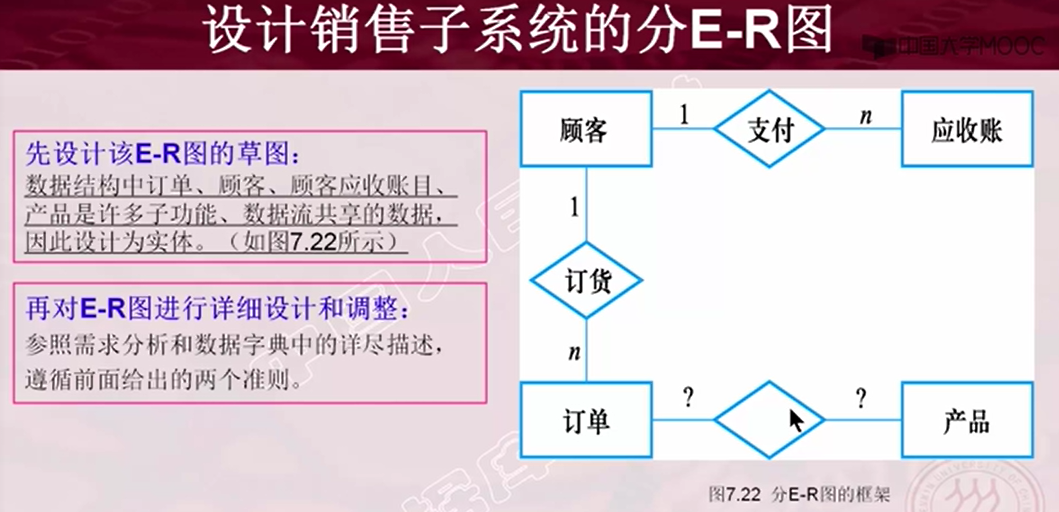 设计销售子系统的分E-R图
中国大学MOOC
先设计该E-R图的草图：
数据结构中订单、顾客、顾客应收账目、
产品是许多子功能、数据流共享的数据，
因此设计为实体。（如图7.22所示）
再对E-R图进行详细设计和调整：
参照需求分析和数据字典中的详尽描述，
遵循前面给出的两个准则。
顾客
1
支付
n
应收账
1
订货
n
订单
?
?
产品
图7.22 分E-R图的框架